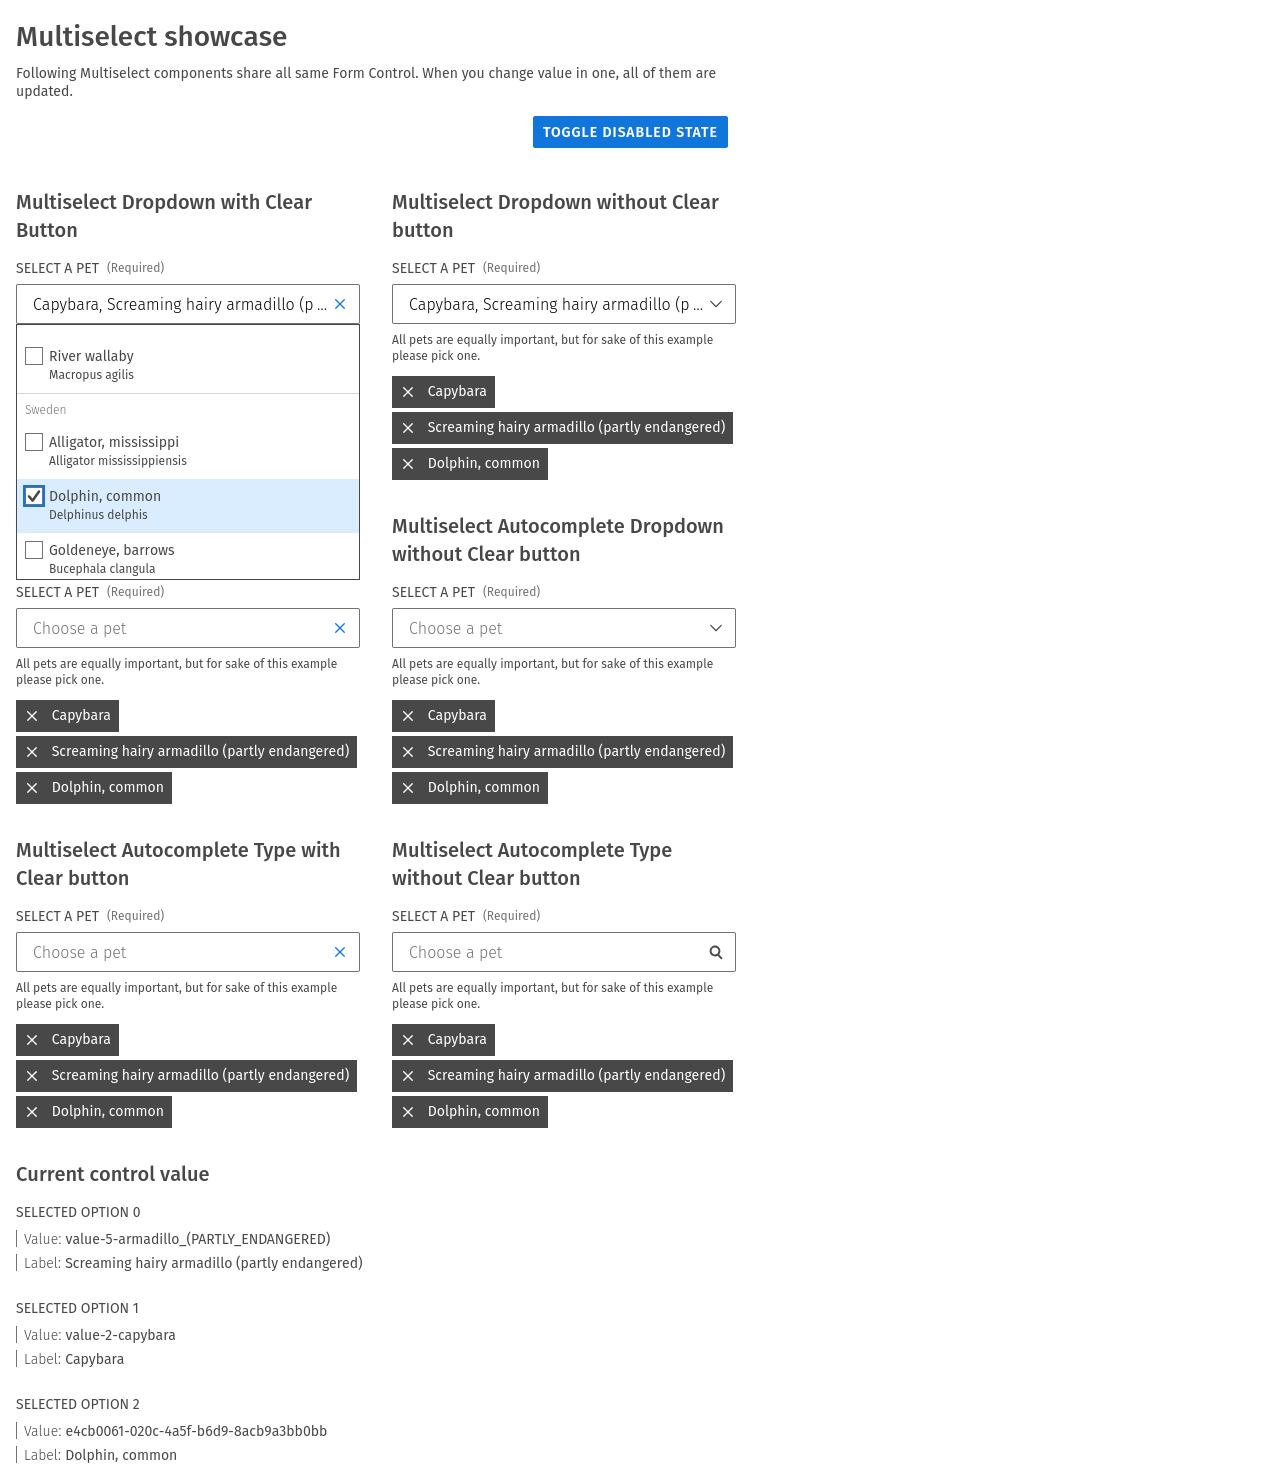 Multiselect showcase
Following Multiselect components share all same Form Control. When you change value in one, all of them are
updated.
TOGGLE DISABLED STATE
Multiselect Dropdown with Clear
Button
SELECT A PET (Required)
Capybara, Screaming hairy armadillo (p ...
River wallaby
Macropus agilis
Sweden
Alligator, mississippi
Alligator mississippiensis
Dolphin, common
Delphinus delphis
Goldeneye, barrows
Bucephala clangula
Multiselect Dropdown without Clear
button
SELECT A PET (Required)
Capybara, Screaming hairy armadillo (p ...
All pets are equally important, but for sake of this example
please pick one.
Capybara
Screaming hairy armadillo (partly endangered)
Dolphin, common
SELECT A PET (Required)
Choose a pet
All pets are equally important, but for sake of this example
please pick one.
Capybara
Screaming hairy armadillo (partly endangered)
Dolphin, common
Multiselect Autocomplete Dropdown
without Clear button
SELECT A PET (Required)
Choose a pet
All pets are equally important, but for sake of this example
please pick one.
Capybara
Screaming hairy armadillo (partly endangered)
Dolphin, common
Multiselect Autocomplete Type with
Clear button
SELECT A PET (Required)
Choose a pet
All pets are equally important, but for sake of this example
please pick one.
Capybara
Screaming hairy armadillo (partly endangered)
Dolphin, common
Multiselect Autocomplete Type
without Clear button
SELECT A PET (Required)
Choose a pet
All pets are equally important, but for sake of this example
please pick one.
Capybara
Screaming hairy armadillo (partly endangered)
Dolphin, common
Current control value
SELECTED OPTION 0
Value: value-5-armadillo_(PARTLY_ENDANGERED)
Label: Screaming hairy armadillo (partly endangered)
SELECTED OPTION 1
Value: value-2-capybara
Label: Capybara
SELECTED OPTION 2
Value: e4cb0061-020c-4a5f-b6d9-8acb9a3bb0bb
Label: Dolphin, common